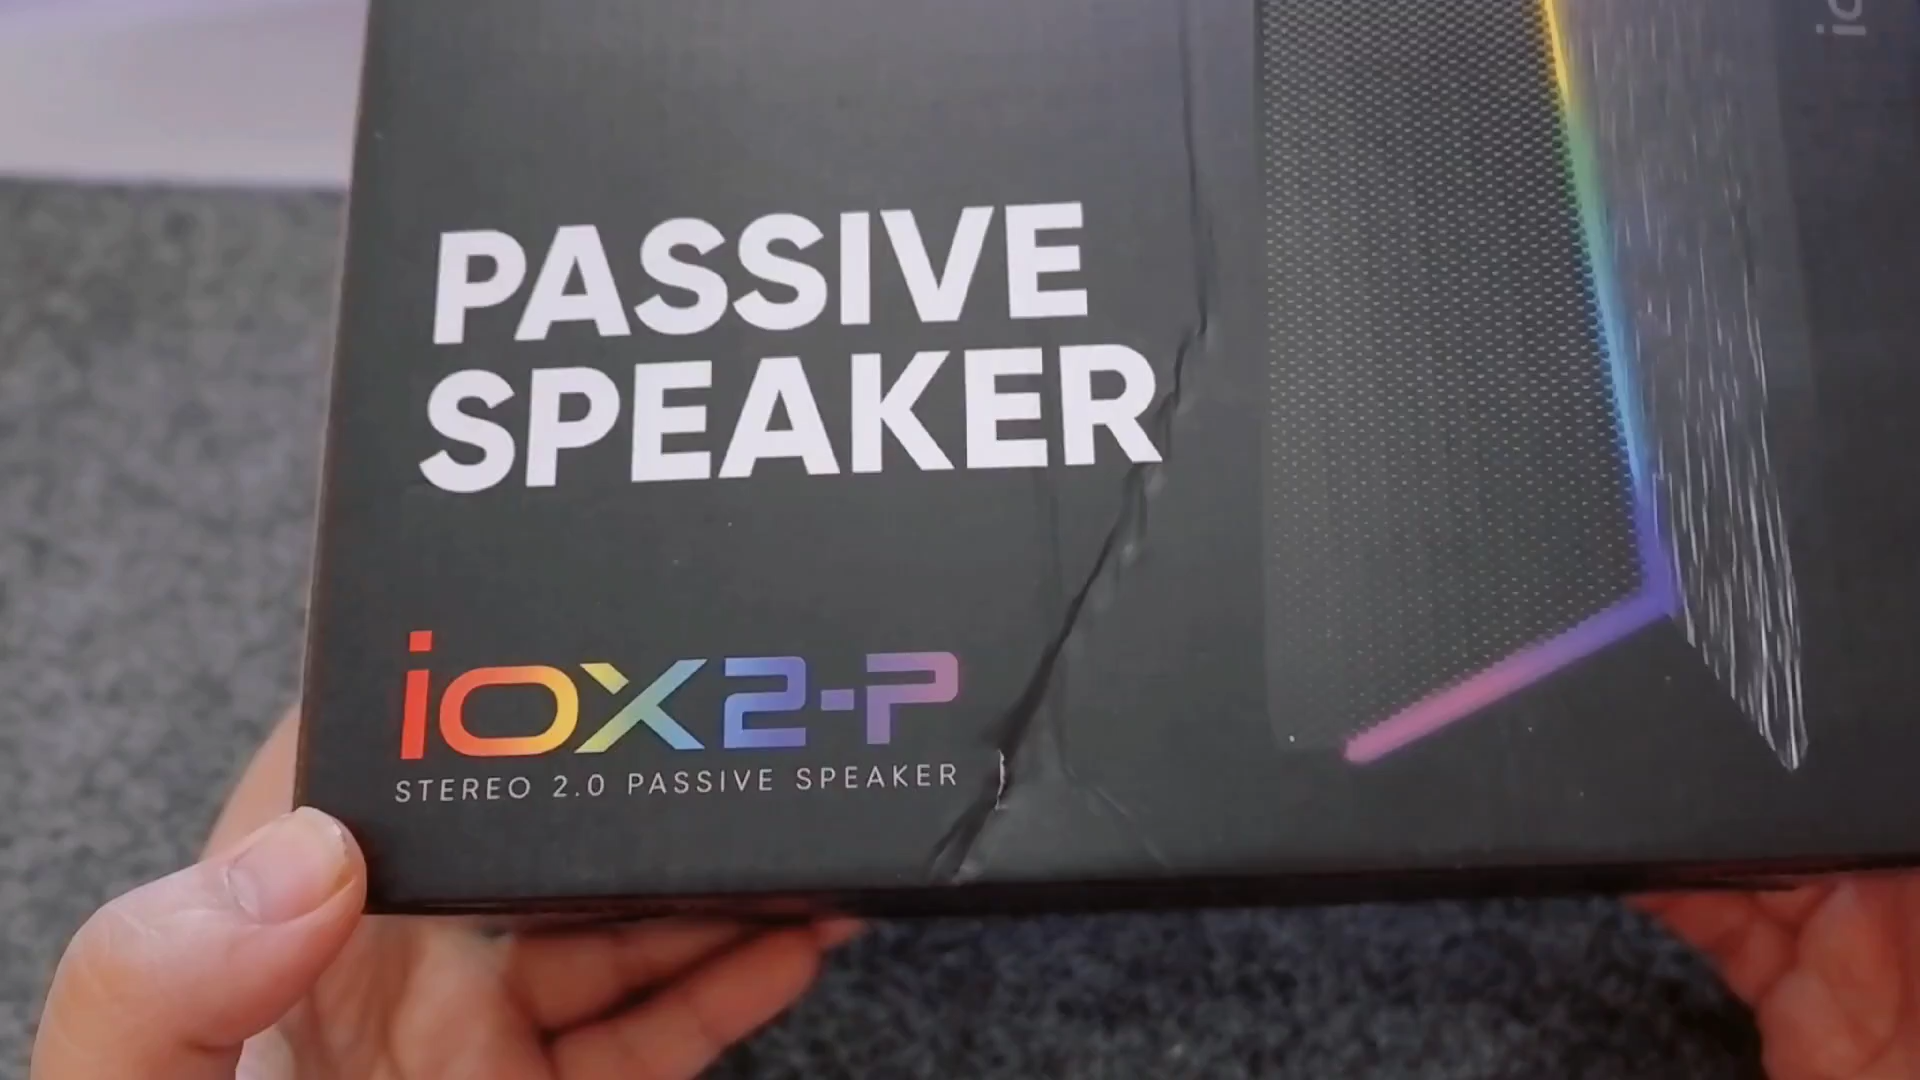 PASSIVE
SPEAKER
iox2-P
STEREO 2.0 PASSIVE SPEAKER